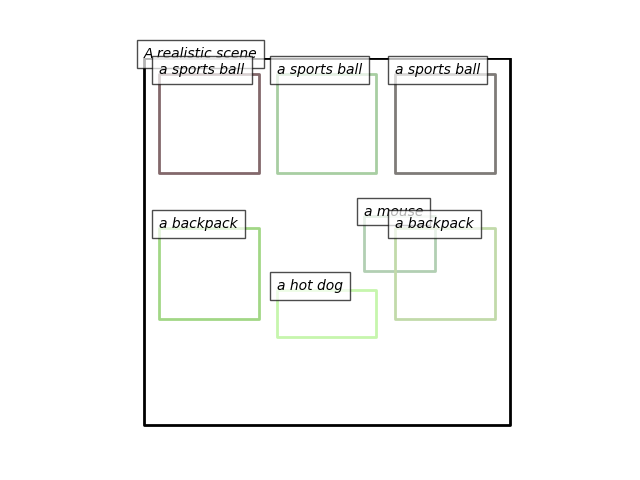 A realistic scene
a sports ball
a sports ball
a sports ball
a mouse
a backpack
a backpack
a hot dog